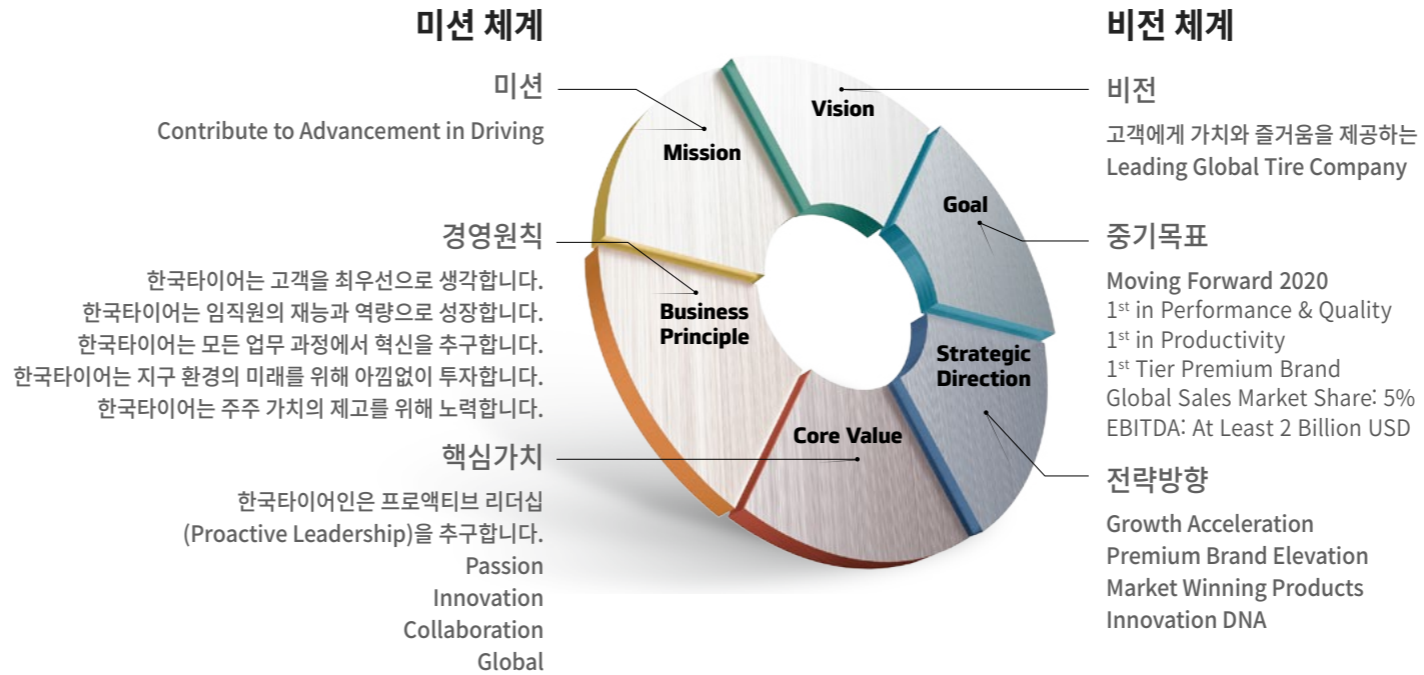 미션 체계
미션
Contribute to Advancement in Driving
경영원칙
한국타이어는 고객을 최우선으로 생각합니다.
한국타이어는 임직원의 재능과 역량으로 성장합니다.
한국타이어는 모든 업무 과정에서 혁신을 추구합니다.
한국타이어는 지구 환경의 미래를 위해 아낌없이 투자합니다.
한국타이어는 주주 가치의 제고를 위해 노력합니다.
핵심가치
한국타이어인은 프로액티브 리더십
(Proactive Leadership)을 추구합니다.
Passion
Innovation
Collaboration
Global
Vision
Mission
Goal
Business
Principle
Strategic
Direction
Core Value
비전 체계
비전
고객에게 가치와 즐거움을 제공하는
Leading Global Tire Company
중기목표
Moving Forward 2020
1st in Performance & Quality
1st in Productivity
1st Tier Premium Brand
Global Sales Market Share: 5%
EBITDA: At Least 2 Billion USD
전략방향
Growth Acceleration
Premium Brand Elevation
Market Winning Products
Innovation DNA